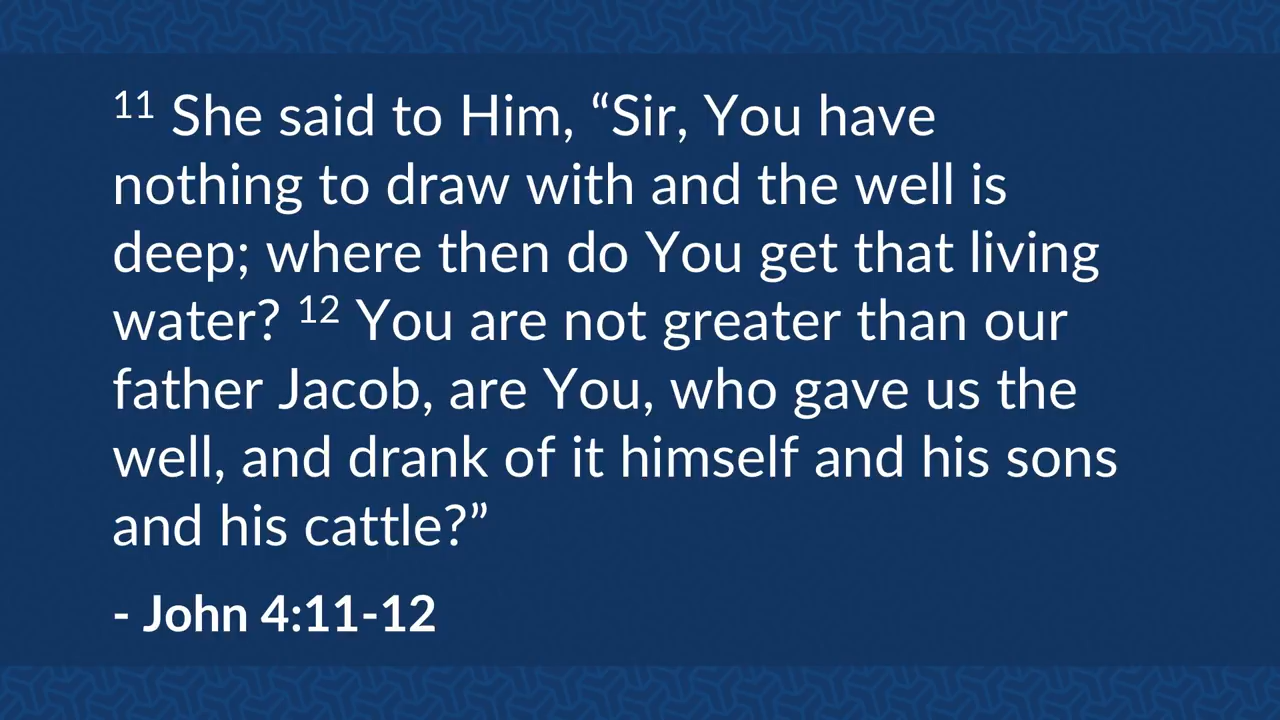 11 She said to Him, “Sir, You have
nothing to draw with and the well is
deep; where then do You get that living
water? 12 You are not greater than our
father Jacob, are You, who gave us the
well, and drank of it himself and his sons
and his cattle?”
- John 4:11-12